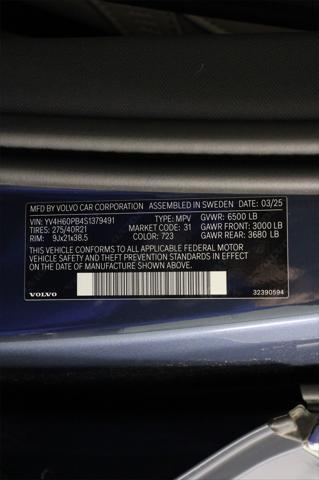 MFD BY VOLVO CAR CORPORATION ASSEMBLED IN SWEDEN DATE: 03/25
VIN: YV4H60PB4S1379491 TYPE: MPV GVWR: 6500 LB
TIRES: 275/40R21 MARKET CODE: 31 GAWR FRONT: 3000 LB
RIM: 9Jx21x38.5 COLOR: 723 GAWR REAR: 3680 LB
THIS VEHICLE CONFORMS TO ALL APPLICABLE FEDERAL MOTOR
VEHICLE SAFETY AND THEFT PREVENTION STANDARDS IN EFFECT
ON THE DATE OF MANUFACTURE SHOWN ABOVE.
VOLVO 32390594